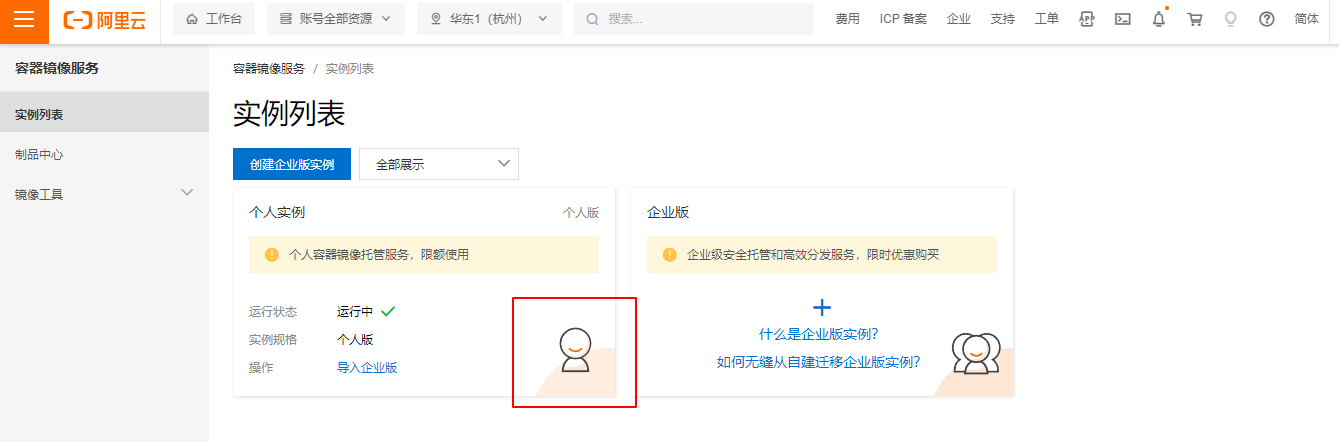 阿里云 工作台 账号全部资源 华东1（杭州） 搜索... 费用 ICP 备案 企业 支持 工单 简体
容器镜像服务
实例列表
制品中心
镜像工具
容器镜像服务 / 实例列表
实例列表
创建企业版实例 全部展示
个人实例 个人版
个人容器镜像托管服务，限额使用
运行状态 运行中
实例规格 个人版
操作 导入企业版
企业版
企业级安全托管和高效分发服务，限时优惠购买
什么是企业版实例？
如何无缝从自建迁移企业版实例？